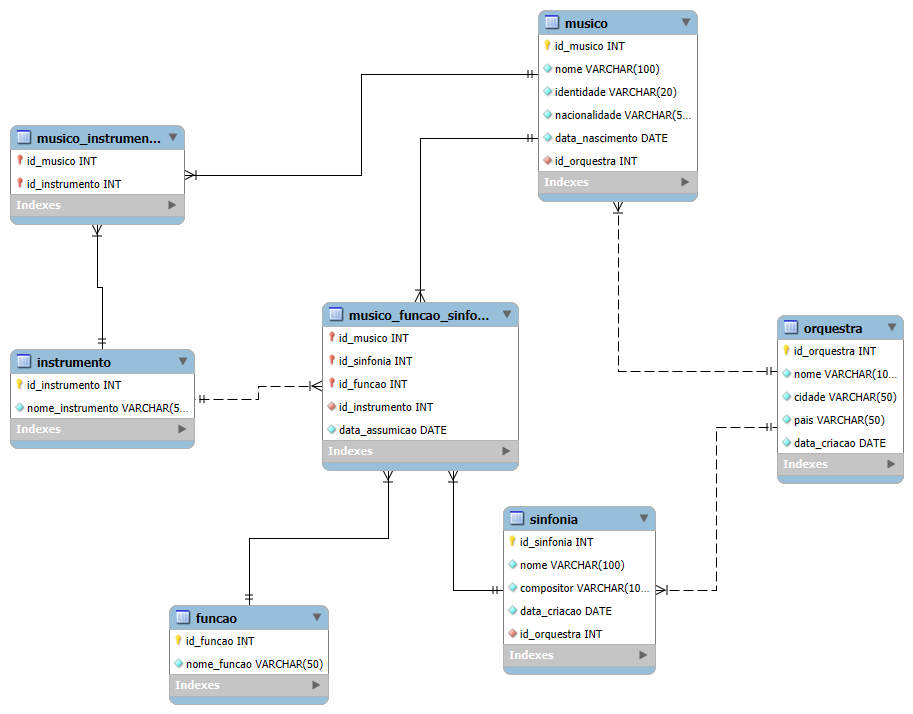 musico
id_musico INT
nome VARCHAR(100)
identidade VARCHAR(20)
nacionalidade VARCHAR(5...
data_nascimento DATE
id_orquestra INT
Indexes
musico_instrumen...
id_musico INT
id_instrumento INT
Indexes
musico_funcao_sinfo...
id_musico INT
id_sinfonia INT
id_funcao INT
id_instrumento INT
data_assumicao DATE
Indexes
orquestra
id_orquestra INT
nome VARCHAR(10...
cidade VARCHAR(50)
pais VARCHAR(50)
data_criacao DATE
Indexes
instrumento
id_instrumento INT
nome_instrumento VARCHAR(5...
Indexes
sinfonia
id_sinfonia INT
nome VARCHAR(100)
compositor VARCHAR(10...
data_criacao DATE
id_orquestra INT
Indexes
funcao
id_funcao INT
nome_funcao VARCHAR(50)
Indexes